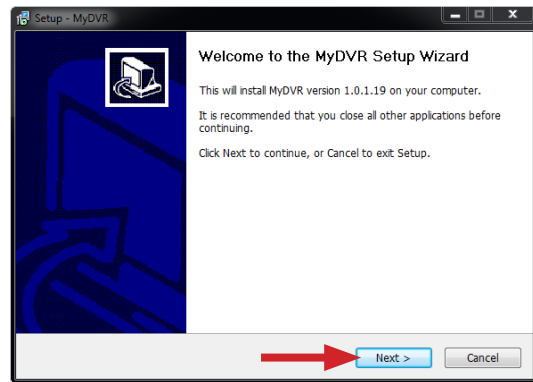 Setup - MyDVR
Welcome to the MyDVR Setup Wizard
This will install MyDVR version 1.0.1.19 on your computer.
It is recommended that you close all other applications before
continuing.
Click Next to continue, or Cancel to exit Setup.
Next >
Cancel